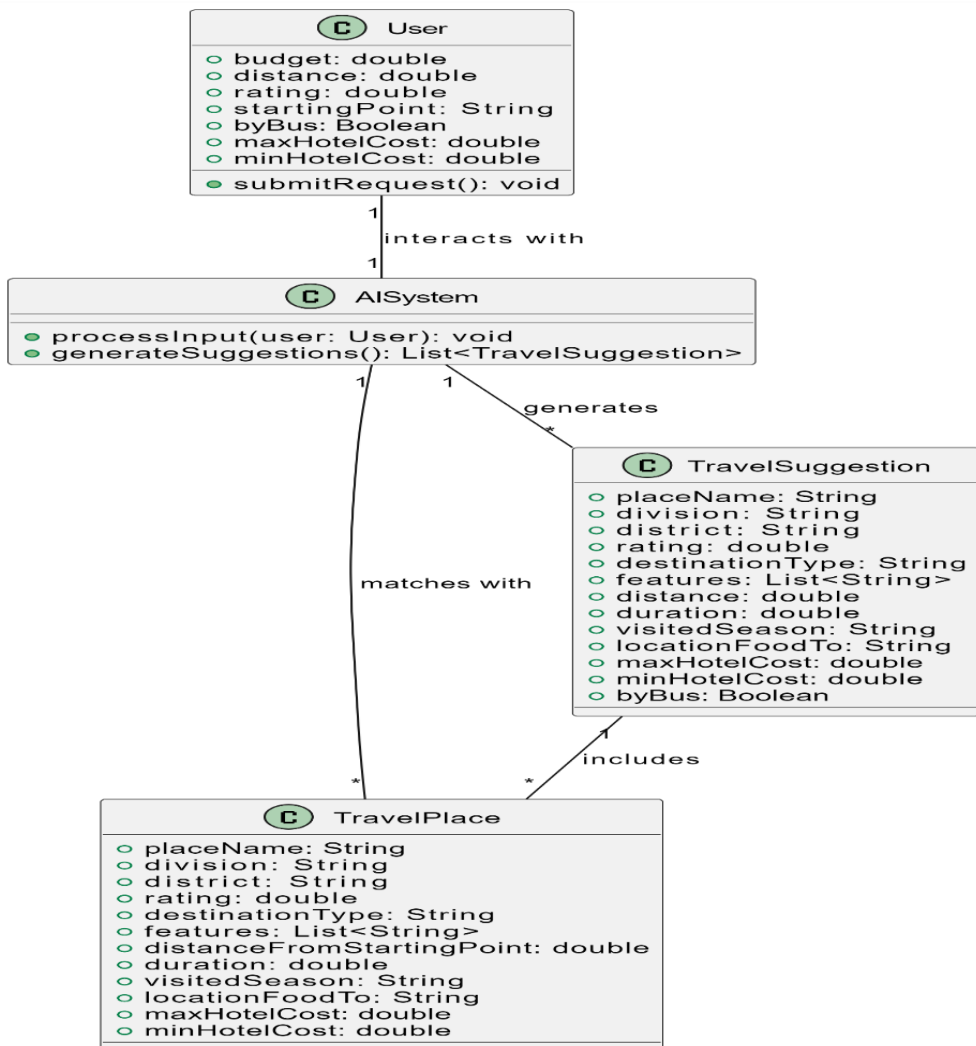 C User
budget: double
distance: double
rating: double
startingPoint: String
byBus: Boolean
maxHotelCost: double
minHotelCost: double
submitRequest(): void
1
interacts with
1
C AISystem
processInput(user: User): void
generateSuggestions(): List<TravelSuggestion>
1
1
generates
*
C TravelSuggestion
placeName: String
division: String
district: String
rating: double
destinationType: String
features: List<String>
distance: double
duration: double
visitedSeason: String
locationFoodTo: String
maxHotelCost: double
minHotelCost: double
byBus: Boolean
matches with
1
includes
*
*
C TravelPlace
placeName: String
division: String
district: String
rating: double
destinationType: String
features: List<String>
distanceFromStartingPoint: double
duration: double
visitedSeason: String
locationFoodTo: String
maxHotelCost: double
minHotelCost: double